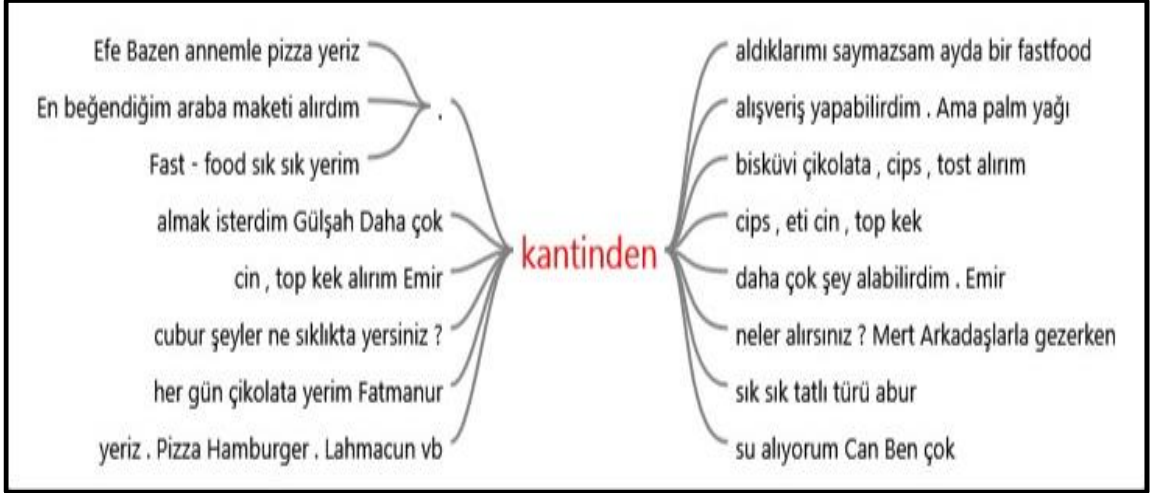 Efe Bazen annemle pizza yeriz
En beğendiğim araba maketi alırdım
.
Fast - food sık sık yerim
almak isterdim Gülşah Daha çok
cin , top kek alırım Emir
cubur şeyler ne sıklıkta yersiniz ?
her gün çikolata yerim Fatmanur
yeriz . Pizza Hamburger . Lahmacun vb
kantinden
aldıklarımı saymazsam ayda bir fastfood
alışveriş yapabilirdim . Ama palm yağı
bisküvi çikolata , cips , tost alırım
cips , eti cin , top kek
daha çok şey alabilirdim . Emir
neler alırsınız ? Mert Arkadaşlarla gezerken
sık sık tatlı türü abur
su alıyorum Can Ben çok